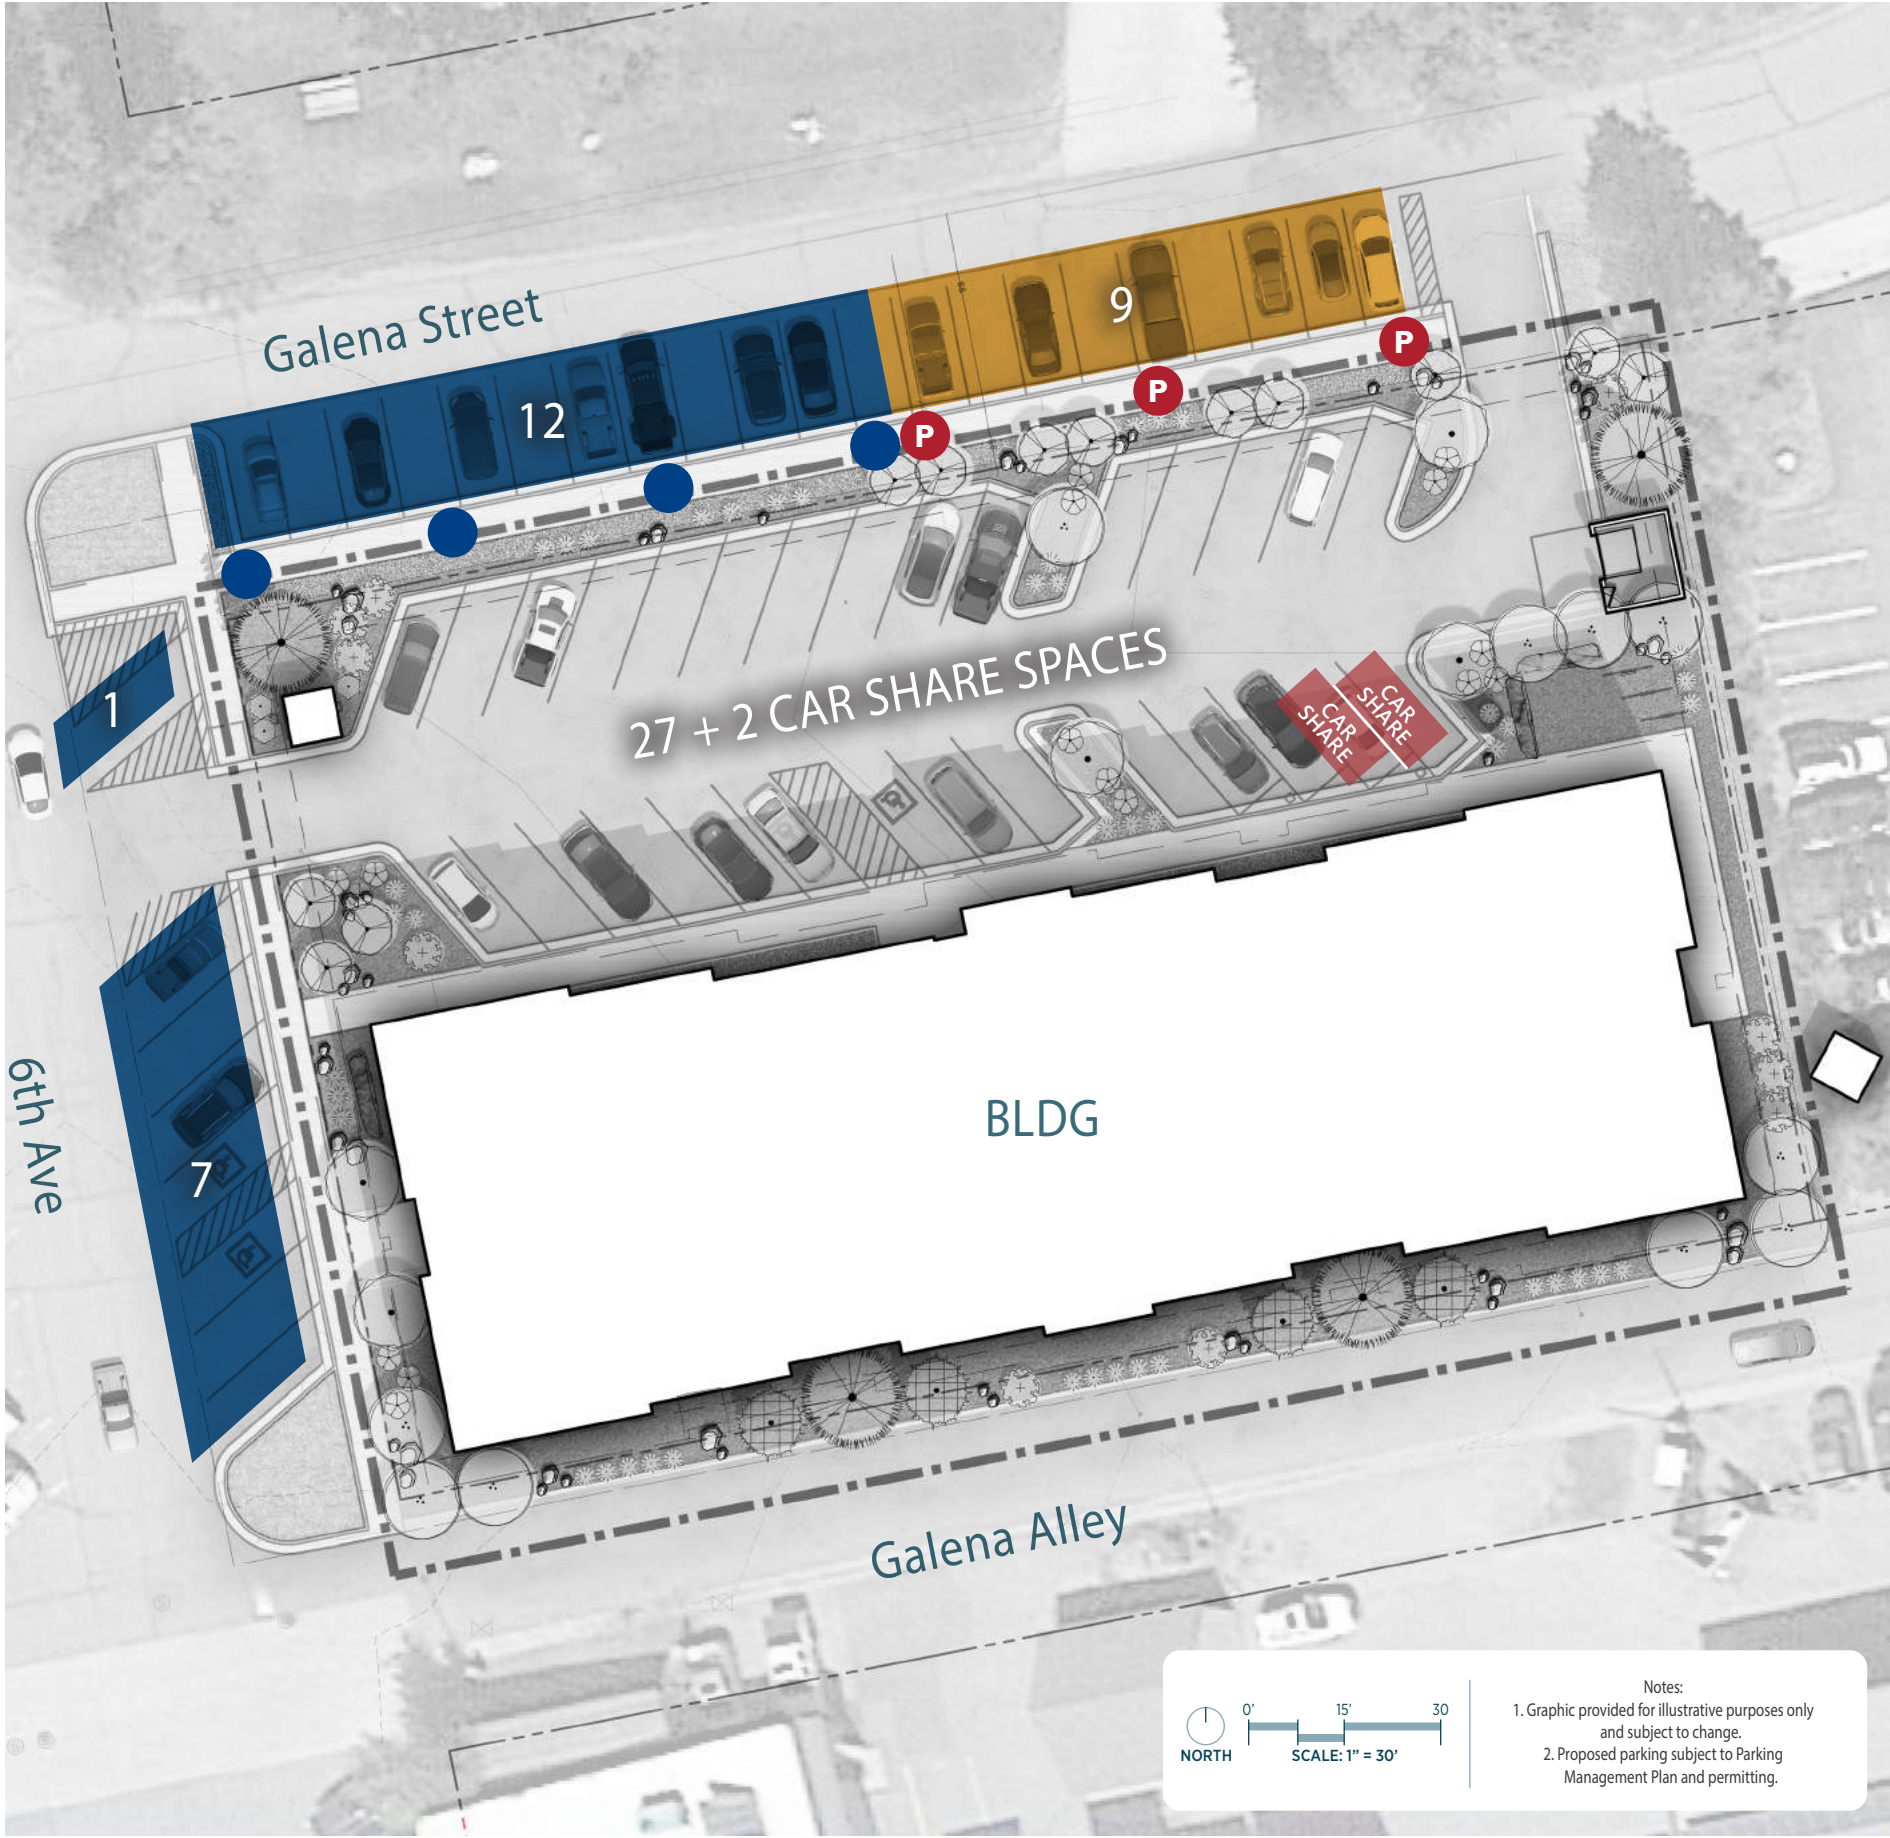 Galena Street
12
9
P
P
P
1
27 + 2 CAR SHARE SPACES
CAR
SHARE
CAR
SHARE
7
6th Ave
BLDG
Galena Alley
0' 15' 30
NORTH
SCALE: 1” = 30’
Notes:
1. Graphic provided for illustrative purposes only
and subject to change.
2. Proposed parking subject to Parking
Management Plan and permitting.